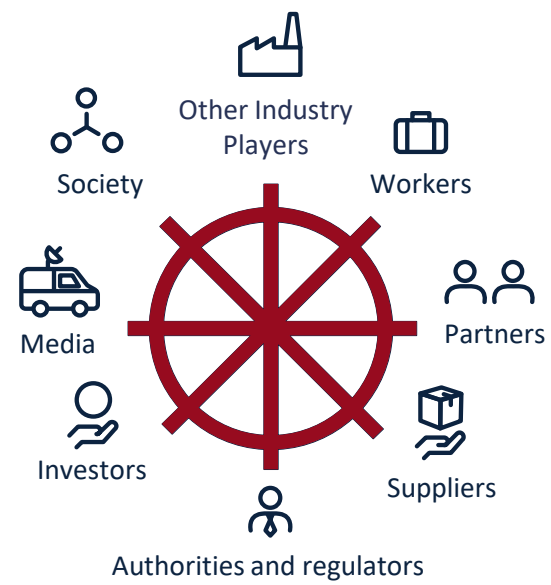 Other Industry
Players
Society
Workers
Media
Partners
Investors
Suppliers
Authorities and regulators